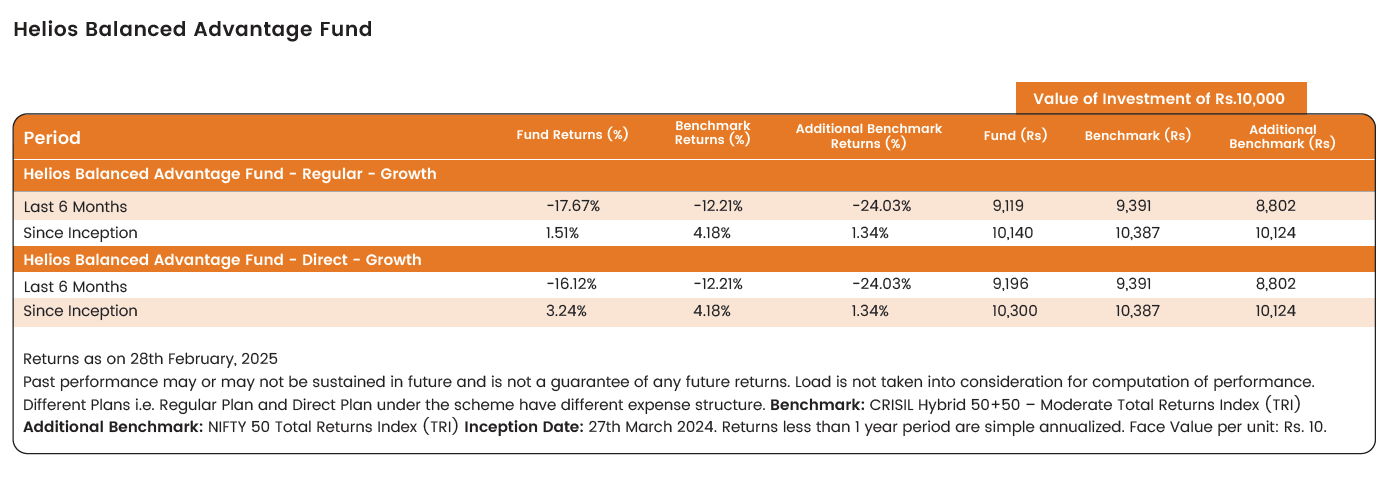 Helios Balanced Advantage Fund
Value of Investment of Rs.10,000
Period Fund Returns (%) Benchmark Returns (%) Additional Benchmark Returns (%) Fund (Rs) Benchmark (Rs) Additional Benchmark (Rs)
Helios Balanced Advantage Fund - Regular - Growth
Last 6 Months -17.67% -12.21% -24.03% 9,119 9,391 8,802
Since Inception 1.51% 4.18% 1.34% 10,140 10,387 10,124
Helios Balanced Advantage Fund - Direct - Growth
Last 6 Months -16.12% -12.21% -24.03% 9,196 9,391 8,802
Since Inception 3.24% 4.18% 1.34% 10,300 10,387 10,124
Returns as on 28th February, 2025
Past performance may or may not be sustained in future and is not a guarantee of any future returns. Load is not taken into consideration for computation of performance.
Different Plans i.e. Regular Plan and Direct Plan under the scheme have different expense structure. Benchmark: CRISIL Hybrid 50+50 – Moderate Total Returns Index (TRI)
Additional Benchmark: NIFTY 50 Total Returns Index (TRI) Inception Date: 27th March 2024. Returns less than 1 year period are simple annualized. Face Value per unit: Rs. 10.